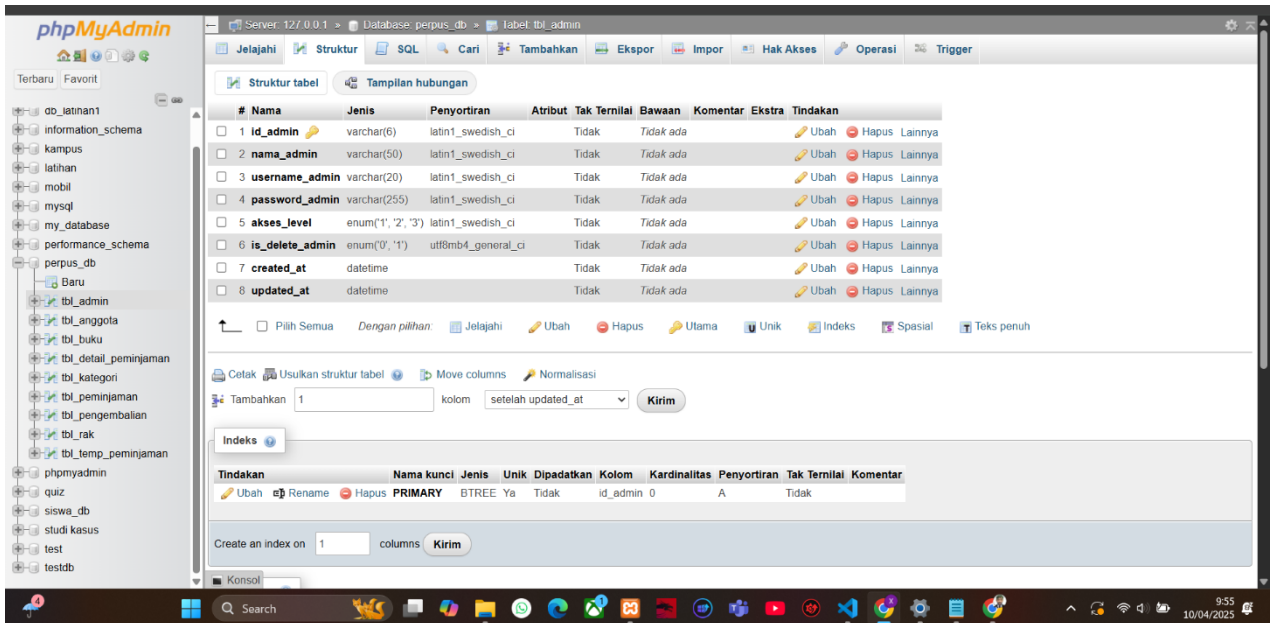 phpMyAdmin
Terbaru Favorit
db_latihan1
information_schema
kampus
latihan
mobil
mysql
my_database
performance_schema
perpus_db
Baru
tbl_admin
tbl_anggota
tbl_buku
tbl_detail_peminjaman
tbl_kategori
tbl_peminjaman
tbl_pengembalian
tbl_rak
tbl_temp_peminjaman
phpmyadmin
quiz
siswa_db
studi kasus
test
testdb
Server: 127.0.0.1 » Database: perpus_db » Tabel: tbl_admin
Jelajahi Struktur SQL Cari Tambahkan Ekspor Impor Hak Akses Operasi Trigger
Struktur tabel Tampilan hubungan
# Nama Jenis Penyortiran Atribut Tak Ternilai Bawaan Komentar Ekstra Tindakan
1 id_admin varchar(6) latin1_swedish_ci Tidak Tidak ada Ubah Hapus Lainnya
2 nama_admin varchar(50) latin1_swedish_ci Tidak Tidak ada Ubah Hapus Lainnya
3 username_admin varchar(20) latin1_swedish_ci Tidak Tidak ada Ubah Hapus Lainnya
4 password_admin varchar(255) latin1_swedish_ci Tidak Tidak ada Ubah Hapus Lainnya
5 akses_level enum('1', '2', '3') latin1_swedish_ci Tidak Tidak ada Ubah Hapus Lainnya
6 is_delete_admin enum('0', '1') utf8mb4_general_ci Tidak Tidak ada Ubah Hapus Lainnya
7 created_at datetime Tidak Tidak ada Ubah Hapus Lainnya
8 updated_at datetime Tidak Tidak ada Ubah Hapus Lainnya
Pilih Semua Dengan pilihan: Jelajahi Ubah Hapus Utama Unik Indeks Spasial Teks penuh
Cetak Usulkan struktur tabel Move columns Normalisasi
Tambahkan 1 kolom setelah updated_at Kirim
Indeks
Tindakan Nama kunci Jenis Unik Dipadatkan Kolom Kardinalitas Penyortiran Tak Ternilai Komentar
Ubah Rename Hapus PRIMARY BTREE Ya Tidak id_admin 0 A Tidak
Create an index on 1 columns Kirim
Konsol
4
Search
9:55
10/04/2025